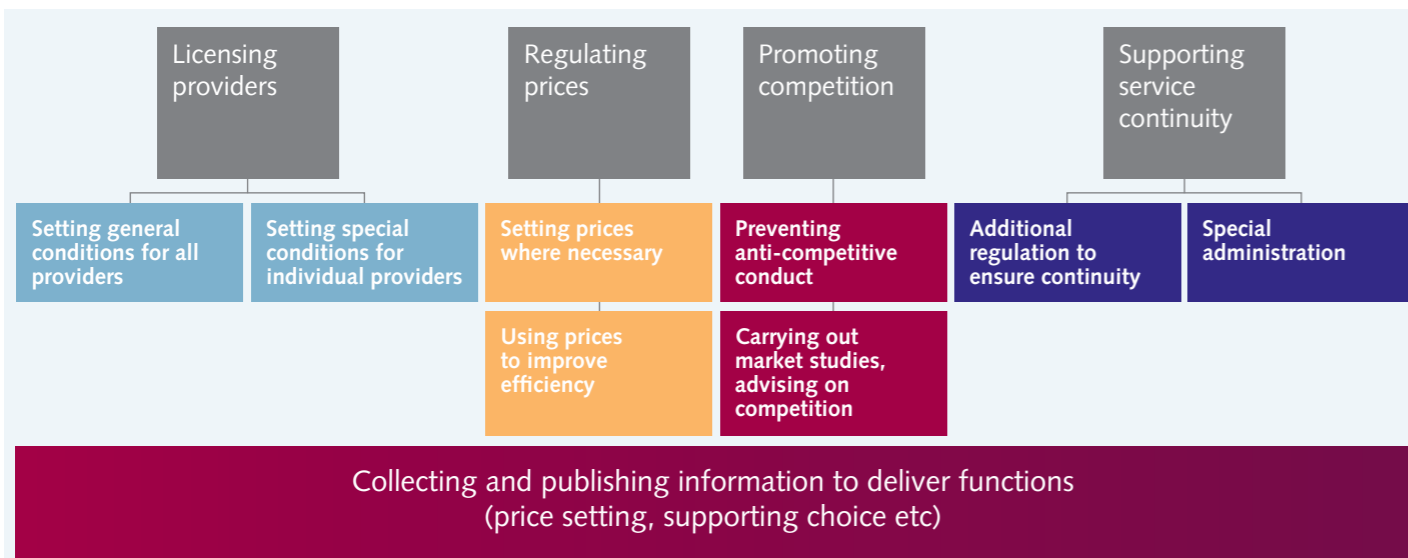 Licensing
providers
Regulating
prices
Promoting
competition
Supporting
service
continuity
Setting general
conditions for all
providers
Setting special
conditions for
individual providers
Setting prices
where necessary
Preventing
anti-competitive
conduct
Additional
regulation to
ensure continuity
Special
administration
Using prices
to improve
efficiency
Carrying out
market studies,
advising on
competition
Collecting and publishing information to deliver functions
(price setting, supporting choice etc)